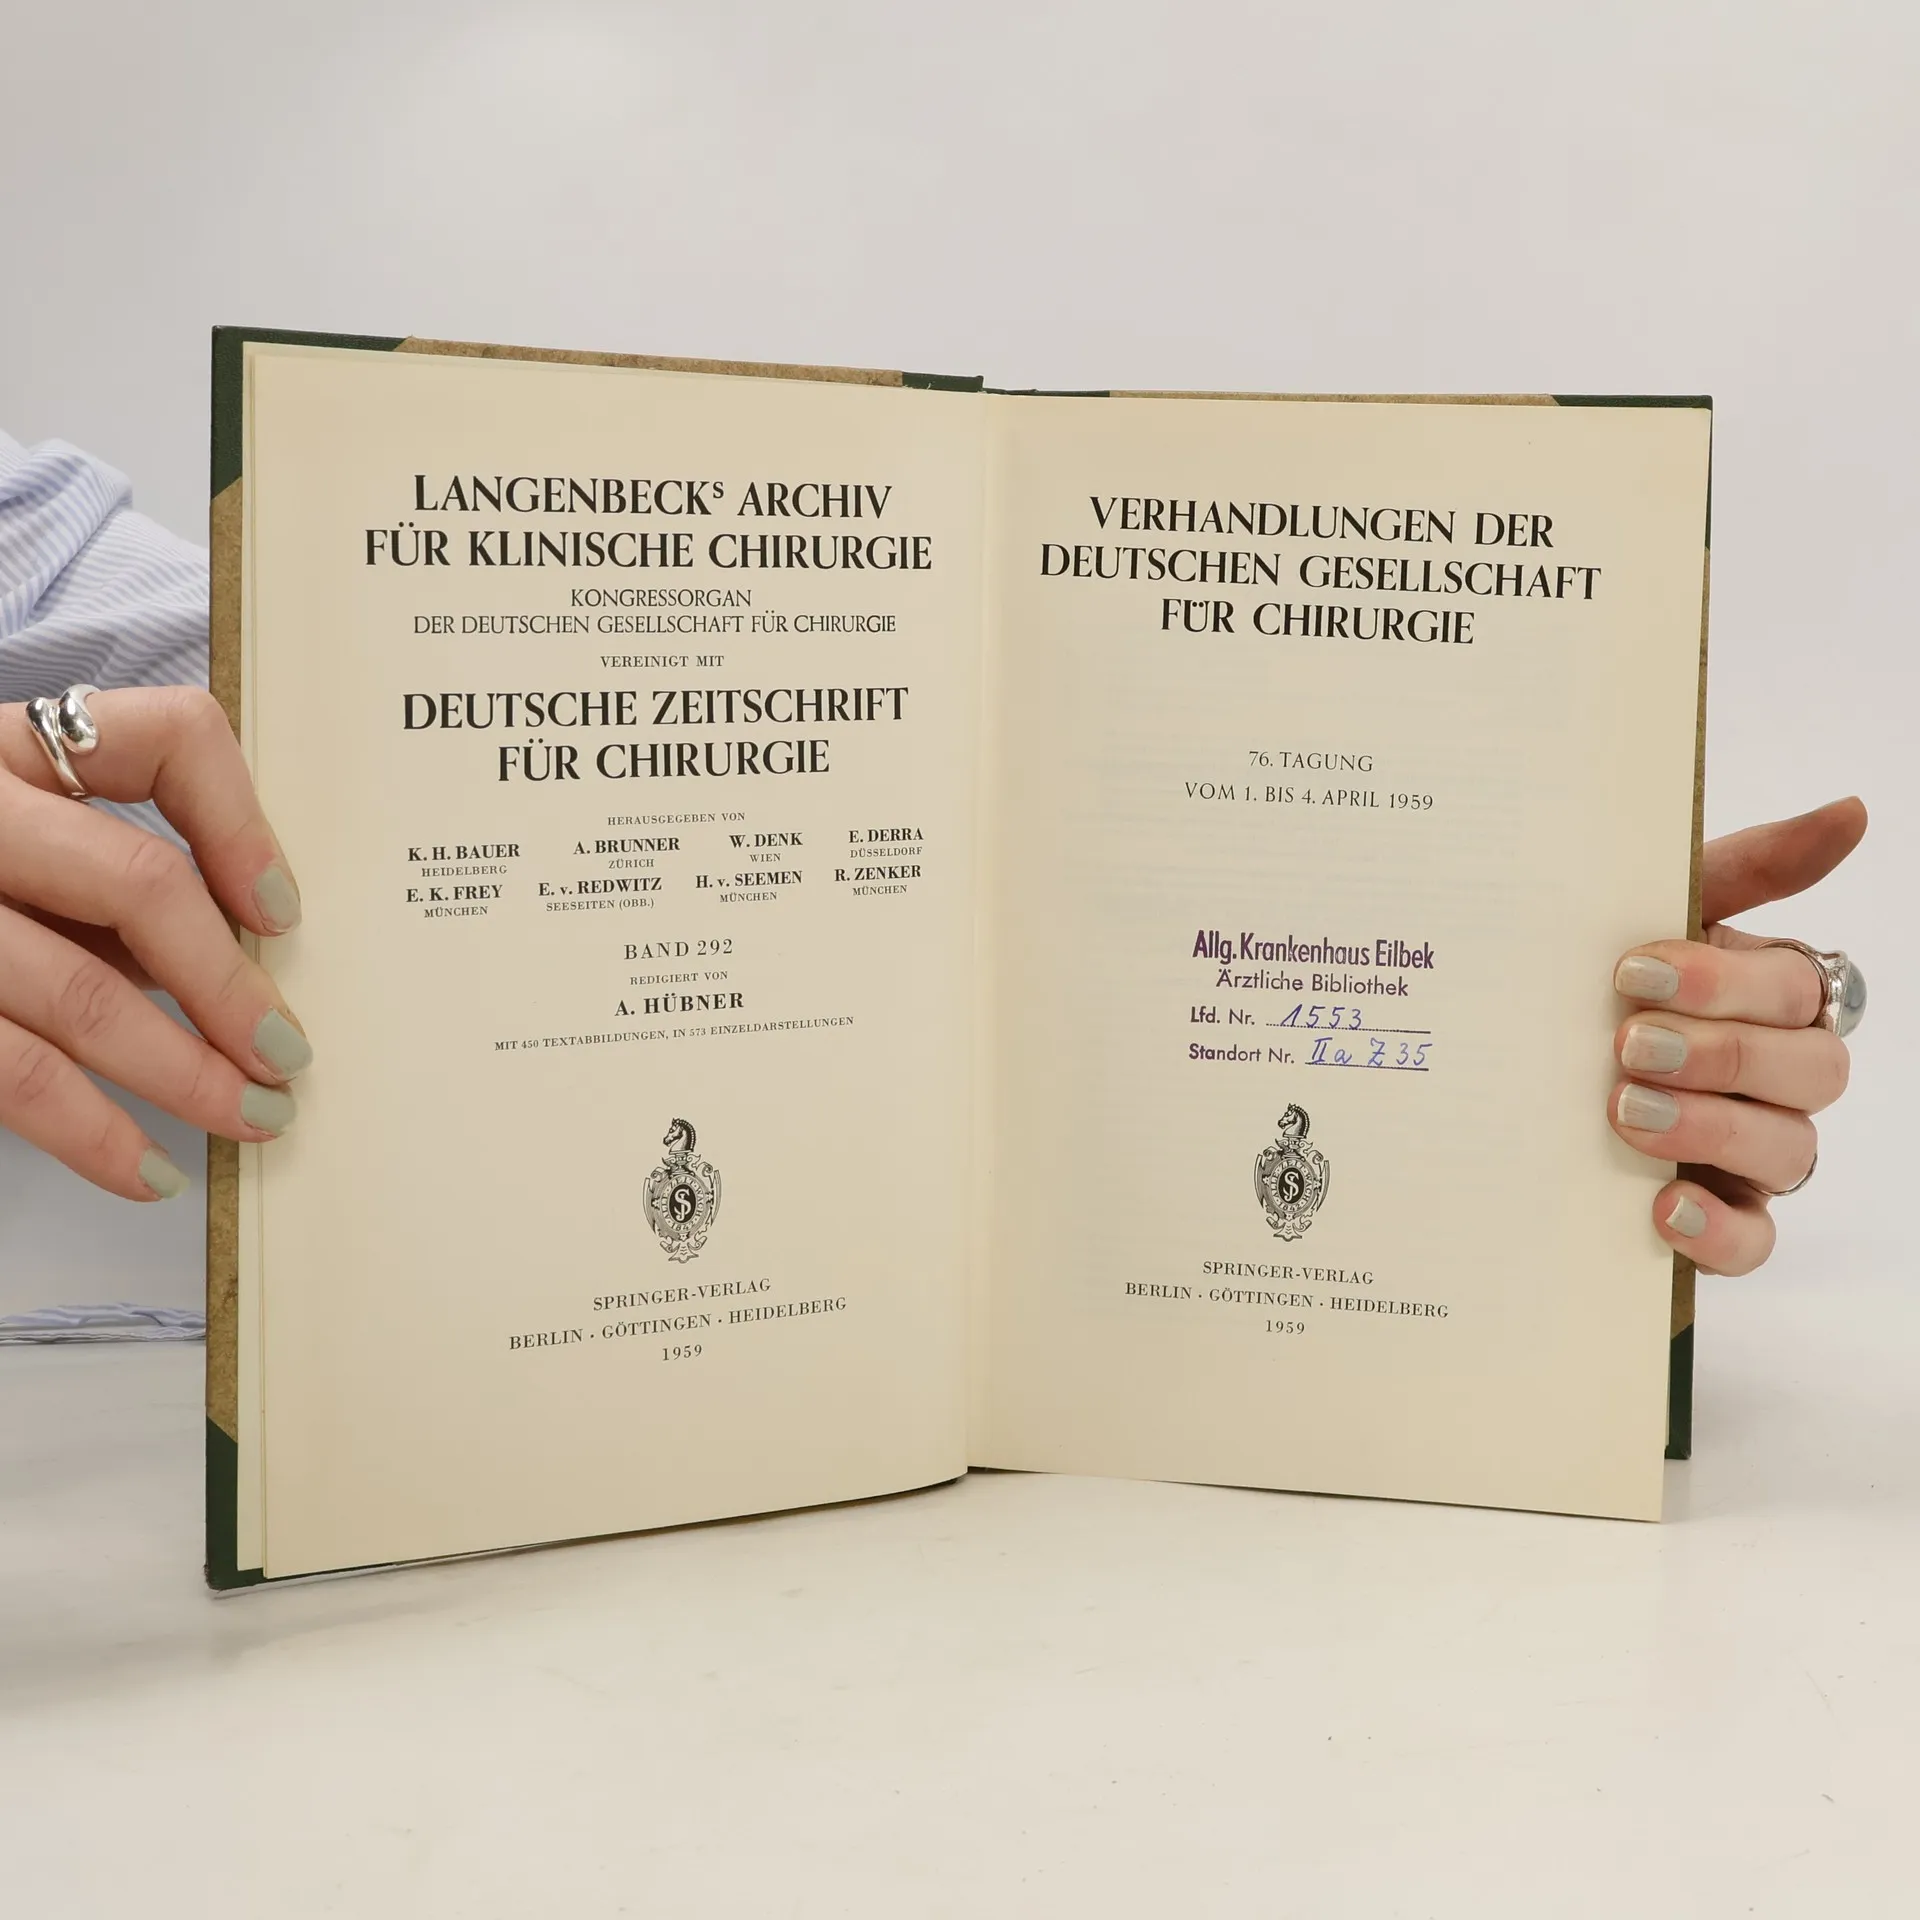 LANGENBECKS ARCHIV
FÜR KLINISCHE CHIRURGIE
KONGRESSORGAN
DER DEUTSCHEN GESELLSCHAFT FÜR CHIRURGIE
VEREINIGT MIT
DEUTSCHE ZEITSCHRIFT
FÜR CHIRURGIE
HERAUSGEGEBEN VON
K. H. BAUER A. BRUNNER W. DENK E. DERRA
HEIDELBERG ZÜRICH WIEN DÜSSELDORF
E. K. FREY E. v. REDWITZ H. v. SEEMEN R. ZENKER
MÜNCHEN SEESEITEN (OBB.) MÜNCHEN MÜNCHEN
BAND 292
REDIGIERT VON
A. HÜBNER
MIT 450 TEXTABBILDUNGEN, IN 573 EINZELDARSTELLUNGEN
SPRINGER-VERLAG
BERLIN · GÖTTINGEN · HEIDELBERG
1959
VERHANDLUNGEN DER
DEUTSCHEN GESELLSCHAFT
FÜR CHIRURGIE
76. TAGUNG
VOM 1. BIS 4. APRIL 1959
Allg. Krankenhaus Eilbek
Ärztliche Bibliothek
Lfd. Nr. 1553
Standort Nr. II a Z 35
SPRINGER-VERLAG
BERLIN · GÖTTINGEN · HEIDELBERG
1959